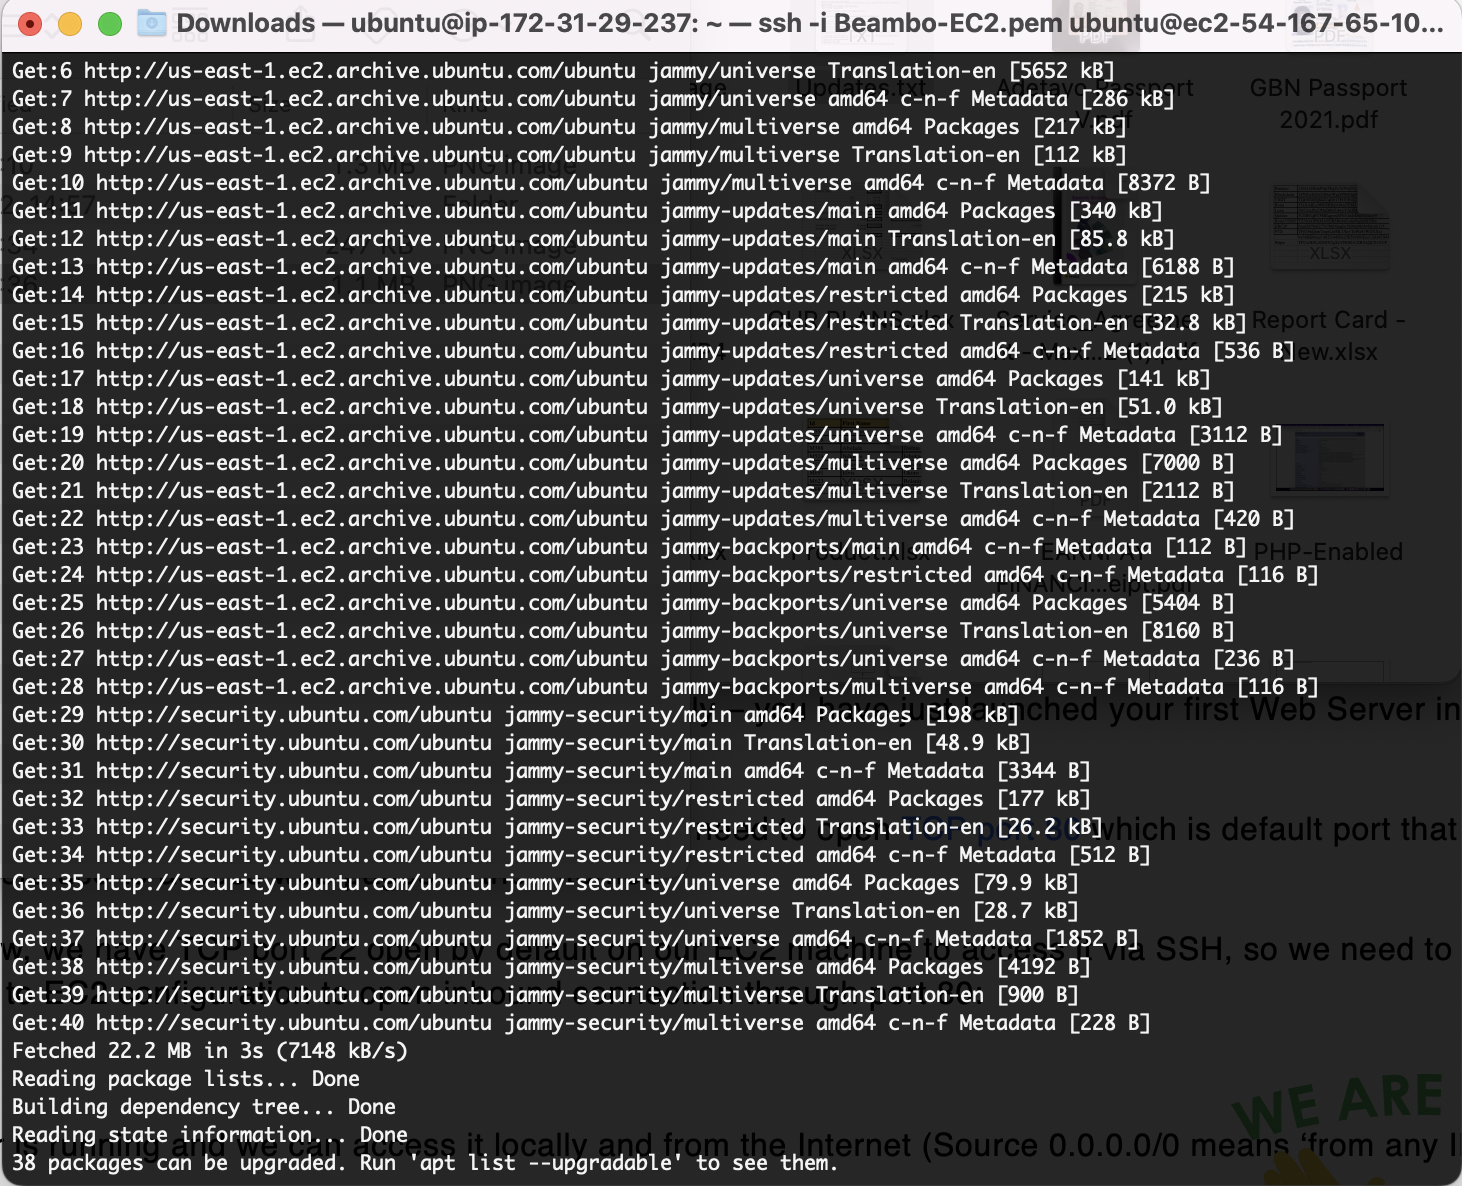 Downloads — ubuntu@ip-172-31-29-237: ~ — ssh -i Beambo-EC2.pem ubuntu@ec2-54-167-65-10...
Get:6 http://us-east-1.ec2.archive.ubuntu.com/ubuntu jammy/universe Translation-en [5652 kB]
Get:7 http://us-east-1.ec2.archive.ubuntu.com/ubuntu jammy/universe amd64 c-n-f Metadata [286 kB]
Get:8 http://us-east-1.ec2.archive.ubuntu.com/ubuntu jammy/multiverse amd64 Packages [217 kB]
Get:9 http://us-east-1.ec2.archive.ubuntu.com/ubuntu jammy/multiverse Translation-en [112 kB]
Get:10 http://us-east-1.ec2.archive.ubuntu.com/ubuntu jammy/multiverse amd64 c-n-f Metadata [8372 B]
Get:11 http://us-east-1.ec2.archive.ubuntu.com/ubuntu jammy-updates/main amd64 Packages [340 kB]
Get:12 http://us-east-1.ec2.archive.ubuntu.com/ubuntu jammy-updates/main Translation-en [85.8 kB]
Get:13 http://us-east-1.ec2.archive.ubuntu.com/ubuntu jammy-updates/main amd64 c-n-f Metadata [6188 B]
Get:14 http://us-east-1.ec2.archive.ubuntu.com/ubuntu jammy-updates/restricted amd64 Packages [215 kB]
Get:15 http://us-east-1.ec2.archive.ubuntu.com/ubuntu jammy-updates/restricted Translation-en [32.8 kB]
Get:16 http://us-east-1.ec2.archive.ubuntu.com/ubuntu jammy-updates/restricted amd64 c-n-f Metadata [536 B]
Get:17 http://us-east-1.ec2.archive.ubuntu.com/ubuntu jammy-updates/universe amd64 Packages [141 kB]
Get:18 http://us-east-1.ec2.archive.ubuntu.com/ubuntu jammy-updates/universe Translation-en [51.0 kB]
Get:19 http://us-east-1.ec2.archive.ubuntu.com/ubuntu jammy-updates/universe amd64 c-n-f Metadata [3112 B]
Get:20 http://us-east-1.ec2.archive.ubuntu.com/ubuntu jammy-updates/multiverse amd64 Packages [7000 B]
Get:21 http://us-east-1.ec2.archive.ubuntu.com/ubuntu jammy-updates/multiverse Translation-en [2112 B]
Get:22 http://us-east-1.ec2.archive.ubuntu.com/ubuntu jammy-updates/multiverse amd64 c-n-f Metadata [420 B]
Get:23 http://us-east-1.ec2.archive.ubuntu.com/ubuntu jammy-backports/main amd64 c-n-f Metadata [112 B]
Get:24 http://us-east-1.ec2.archive.ubuntu.com/ubuntu jammy-backports/restricted amd64 c-n-f Metadata [116 B]
Get:25 http://us-east-1.ec2.archive.ubuntu.com/ubuntu jammy-backports/universe amd64 Packages [5404 B]
Get:26 http://us-east-1.ec2.archive.ubuntu.com/ubuntu jammy-backports/universe Translation-en [8160 B]
Get:27 http://us-east-1.ec2.archive.ubuntu.com/ubuntu jammy-backports/universe amd64 c-n-f Metadata [236 B]
Get:28 http://us-east-1.ec2.archive.ubuntu.com/ubuntu jammy-backports/multiverse amd64 c-n-f Metadata [116 B]
Get:29 http://security.ubuntu.com/ubuntu jammy-security/main amd64 Packages [198 kB]
Get:30 http://security.ubuntu.com/ubuntu jammy-security/main Translation-en [48.9 kB]
Get:31 http://security.ubuntu.com/ubuntu jammy-security/main amd64 c-n-f Metadata [3344 B]
Get:32 http://security.ubuntu.com/ubuntu jammy-security/restricted amd64 Packages [177 kB]
Get:33 http://security.ubuntu.com/ubuntu jammy-security/restricted Translation-en [26.2 kB]
Get:34 http://security.ubuntu.com/ubuntu jammy-security/restricted amd64 c-n-f Metadata [512 B]
Get:35 http://security.ubuntu.com/ubuntu jammy-security/universe amd64 Packages [79.9 kB]
Get:36 http://security.ubuntu.com/ubuntu jammy-security/universe Translation-en [28.7 kB]
Get:37 http://security.ubuntu.com/ubuntu jammy-security/universe amd64 c-n-f Metadata [1852 B]
Get:38 http://security.ubuntu.com/ubuntu jammy-security/multiverse amd64 Packages [4192 B]
Get:39 http://security.ubuntu.com/ubuntu jammy-security/multiverse Translation-en [900 B]
Get:40 http://security.ubuntu.com/ubuntu jammy-security/multiverse amd64 c-n-f Metadata [228 B]
Fetched 22.2 MB in 3s (7148 kB/s)
Reading package lists... Done
Building dependency tree... Done
Reading state information... Done
38 packages can be upgraded. Run 'apt list --upgradable' to see them.
GBN Passport
2021.pdf
XLSX
Report Card -
PHP-Enabled
WE ARE